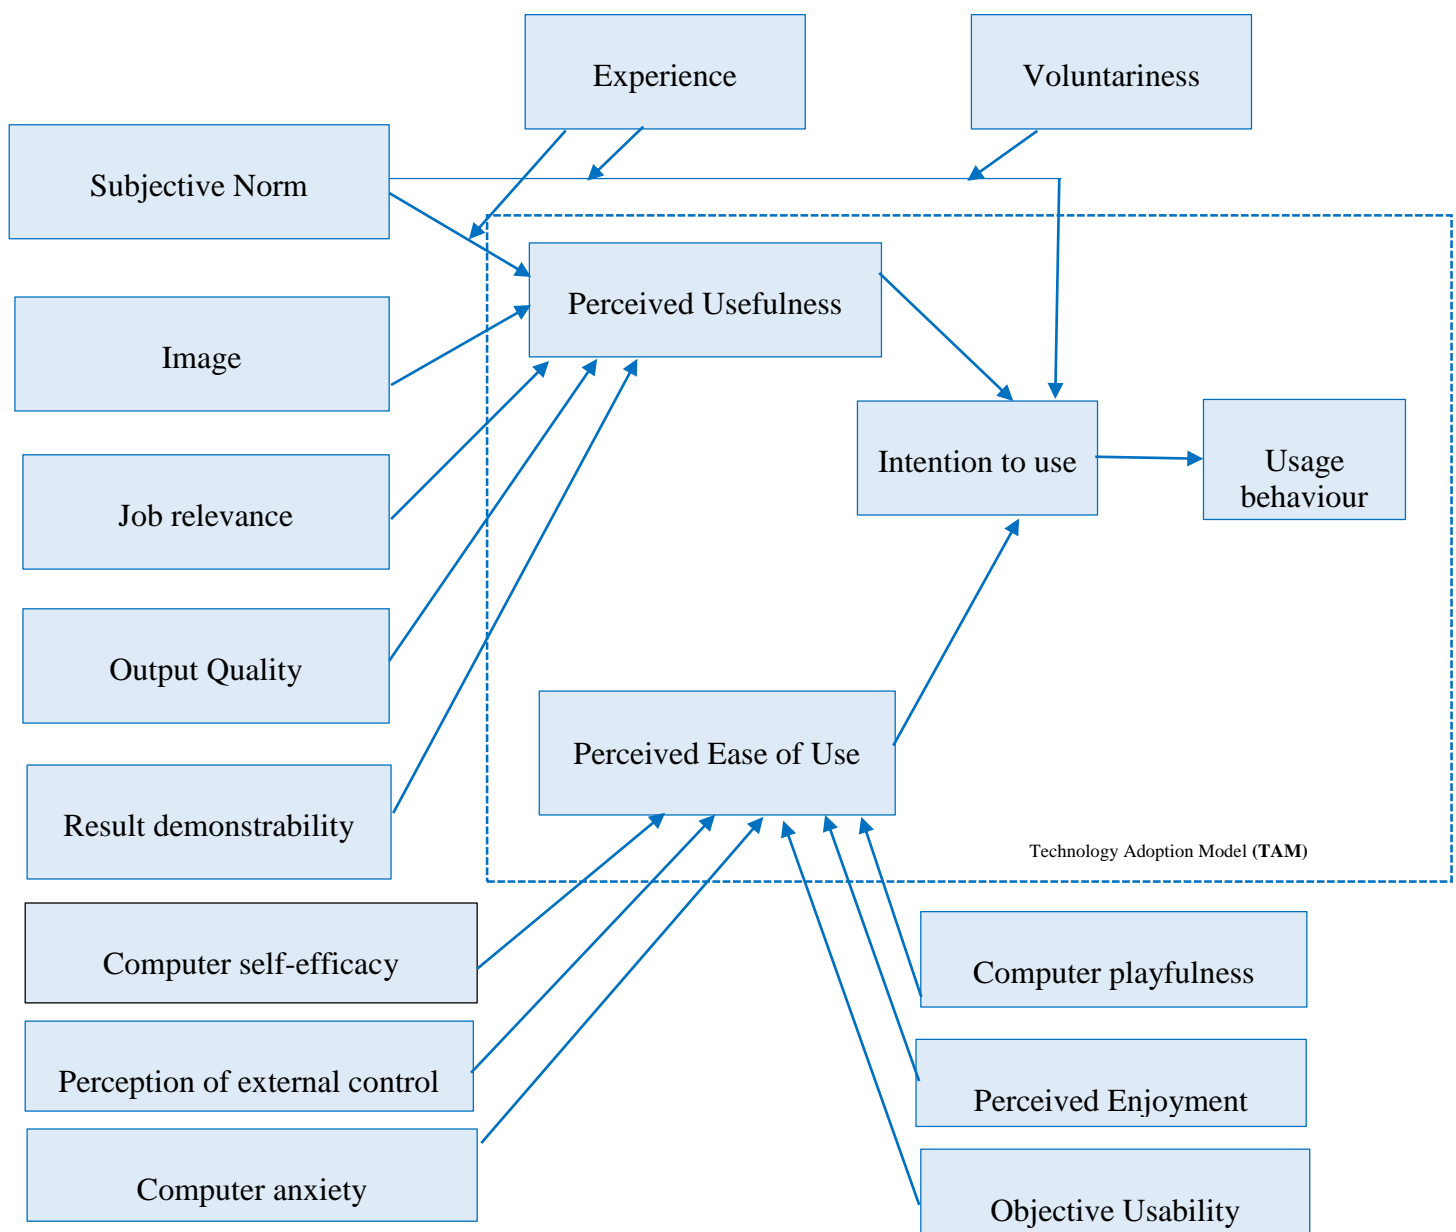 Experience
Voluntariness
Subjective Norm
Perceived Usefulness
Image
Intention to use
Usage
behaviour
Job relevance
Output Quality
Perceived Ease of Use
Result demonstrability
Technology Adoption Model (TAM)
Computer self-efficacy
Computer playfulness
Perception of external control
Perceived Enjoyment
Computer anxiety
Objective Usability